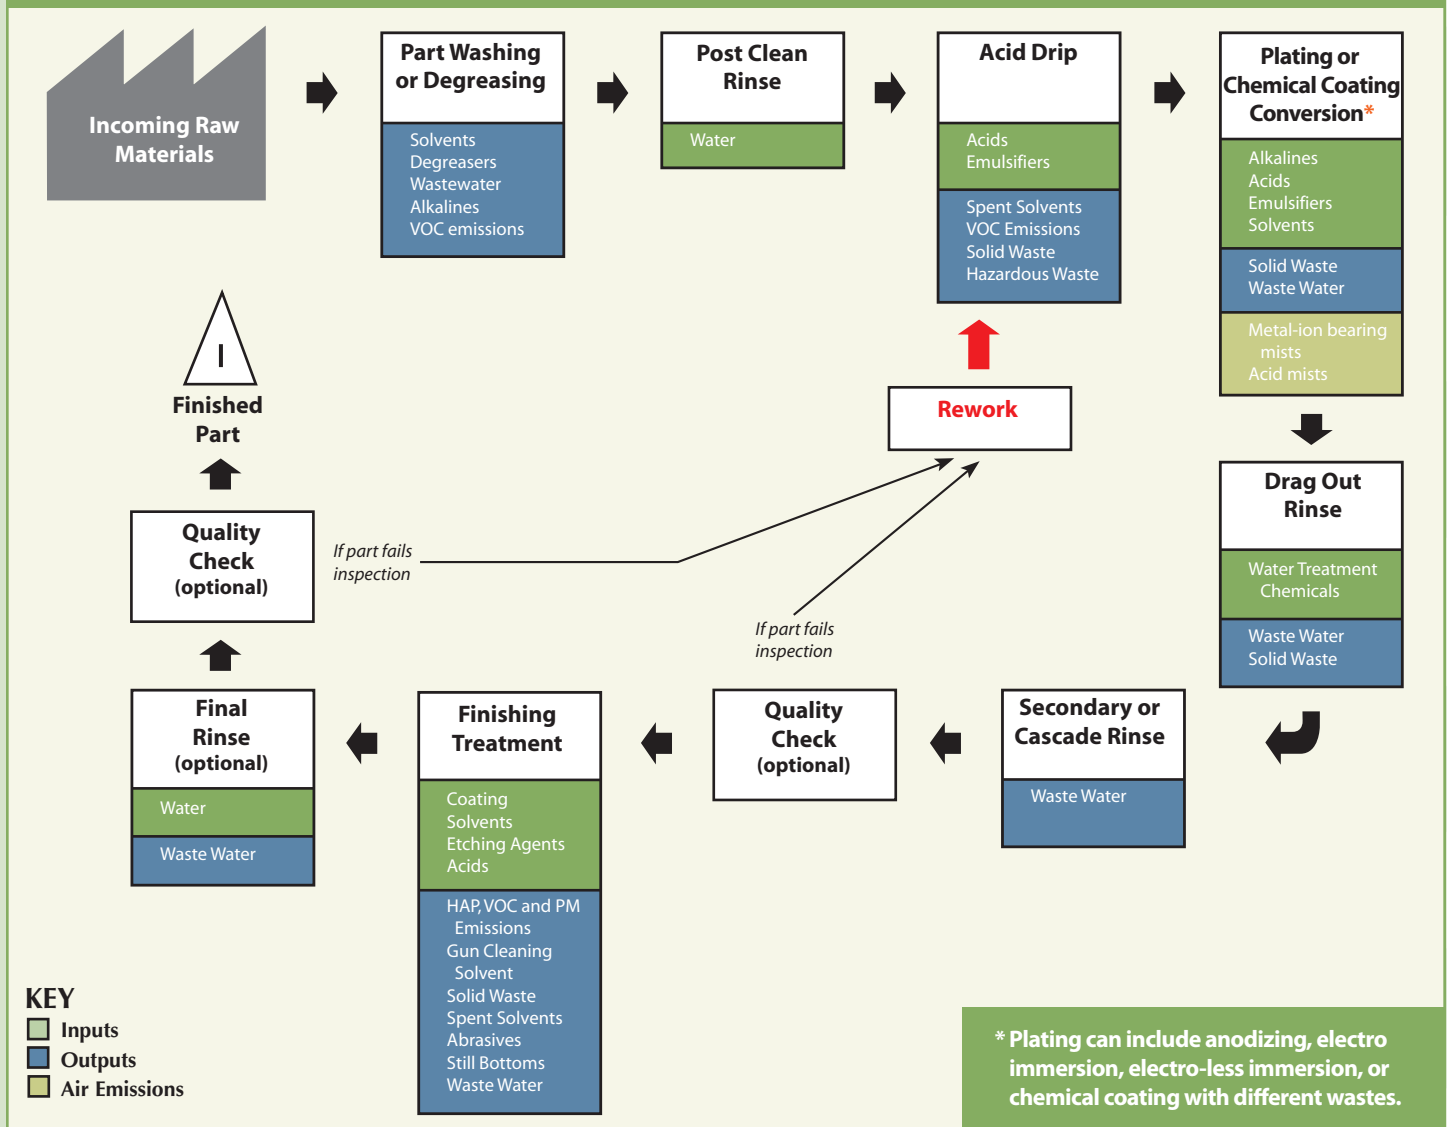 Incoming Raw
Materials
Part Washing
or Degreasing
Solvents
Degreasers
Wastewater
Alkalines
VOC emissions
Post Clean
Rinse
Water
Acid Drip
Acids
Emulsifiers
Spent Solvents
VOC Emissions
Solid Waste
Hazardous Waste
Plating or
Chemical Coating
Conversion*
Alkalines
Acids
Emulsifiers
Solvents
Solid Waste
Waste Water
Metal-ion bearing
mists
Acid mists
Drag Out
Rinse
Water Treatment
Chemicals
Waste Water
Solid Waste
Secondary or
Cascade Rinse
Waste Water
Quality
Check
(optional)
If part fails
inspection
Rework
Finishing
Treatment
Coating
Solvents
Etching Agents
Acids
HAP, VOC and PM
Emissions
Gun Cleaning
Solvent
Solid Waste
Spent Solvents
Abrasives
Still Bottoms
Waste Water
Final
Rinse
(optional)
Water
Waste Water
Quality
Check
(optional)
If part fails
inspection
I
Finished
Part
KEY
Inputs
Outputs
Air Emissions
* Plating can include anodizing, electro
immersion, electro-less immersion, or
chemical coating with different wastes.